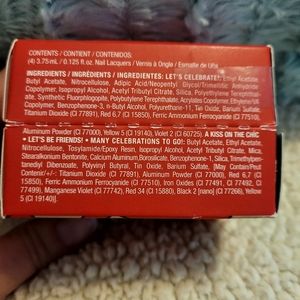 CONTENTS / CONTENUT / CONTENIDOS:
(4) 3.75mL / 0.125 fl. oz. Nail Lacquers / Vernis à Ongle / Esmalte de Uña
INGREDIENTS / INGRÉDIENTS / INGREDIENTES: LET'S CELEBRATE!: Ethyl Acetate,
Butyl Acetate, Nitrocellulose, Adipic Acid/Neopentyl Glycol/Trimellitic Anhydride
Copolymer, Isopropyl Alcohol, Acetyl Tributyl Citrate, Silica, Polyethylene Terephthalate,
Synthetic Fluorphlogopite, Polybutylene Terephthalate, Acrylates Copolymer, Ethylene/VA
Copolymer, Benzophenone-3, n-Butyl Alcohol, Polyurethane-11, Tin Oxide, Barium Sulfate,
Titanium Dioxide (CI 77891), Red 6,7 (CI 15850), Ferric Ammonium Ferrocyanide (CI 77510),
Aluminum Powder (CI 77000), Yellow 5 (CI 19140), Violet 2 (CI 60725). A KISS ON THE CHIC
• LET'S BE FRIENDS! • MANY CELEBRATIONS TO GO!: Butyl Acetate, Ethyl Acetate,
Nitrocellulose, Tosylamide/Epoxy Resin, Isopropyl Alcohol, Acetyl Tributyl Citrate, Mica,
Stearalkonium Bentonite, Calcium Aluminum Borosilicate, Benzophenone-1, Silica, Trimethylpen-
tanediyl Dibenzoate, Polyvinyl Butyral, Tin Oxide, Barium Sulfate. [May Contain/Peut
Contenir/+/-: Titanium Dioxide (CI 77891), Aluminum Powder (CI 77000), Red 6,7 (CI
15850), Ferric Ammonium Ferrocyanide (CI 77510), Iron Oxides (CI 77491, CI 77492, CI
77499), Manganese Violet (CI 77742), Red 34 (CI 15880), Black 2 [nano] (CI 77266), Yellow
5 (CI 19140)]